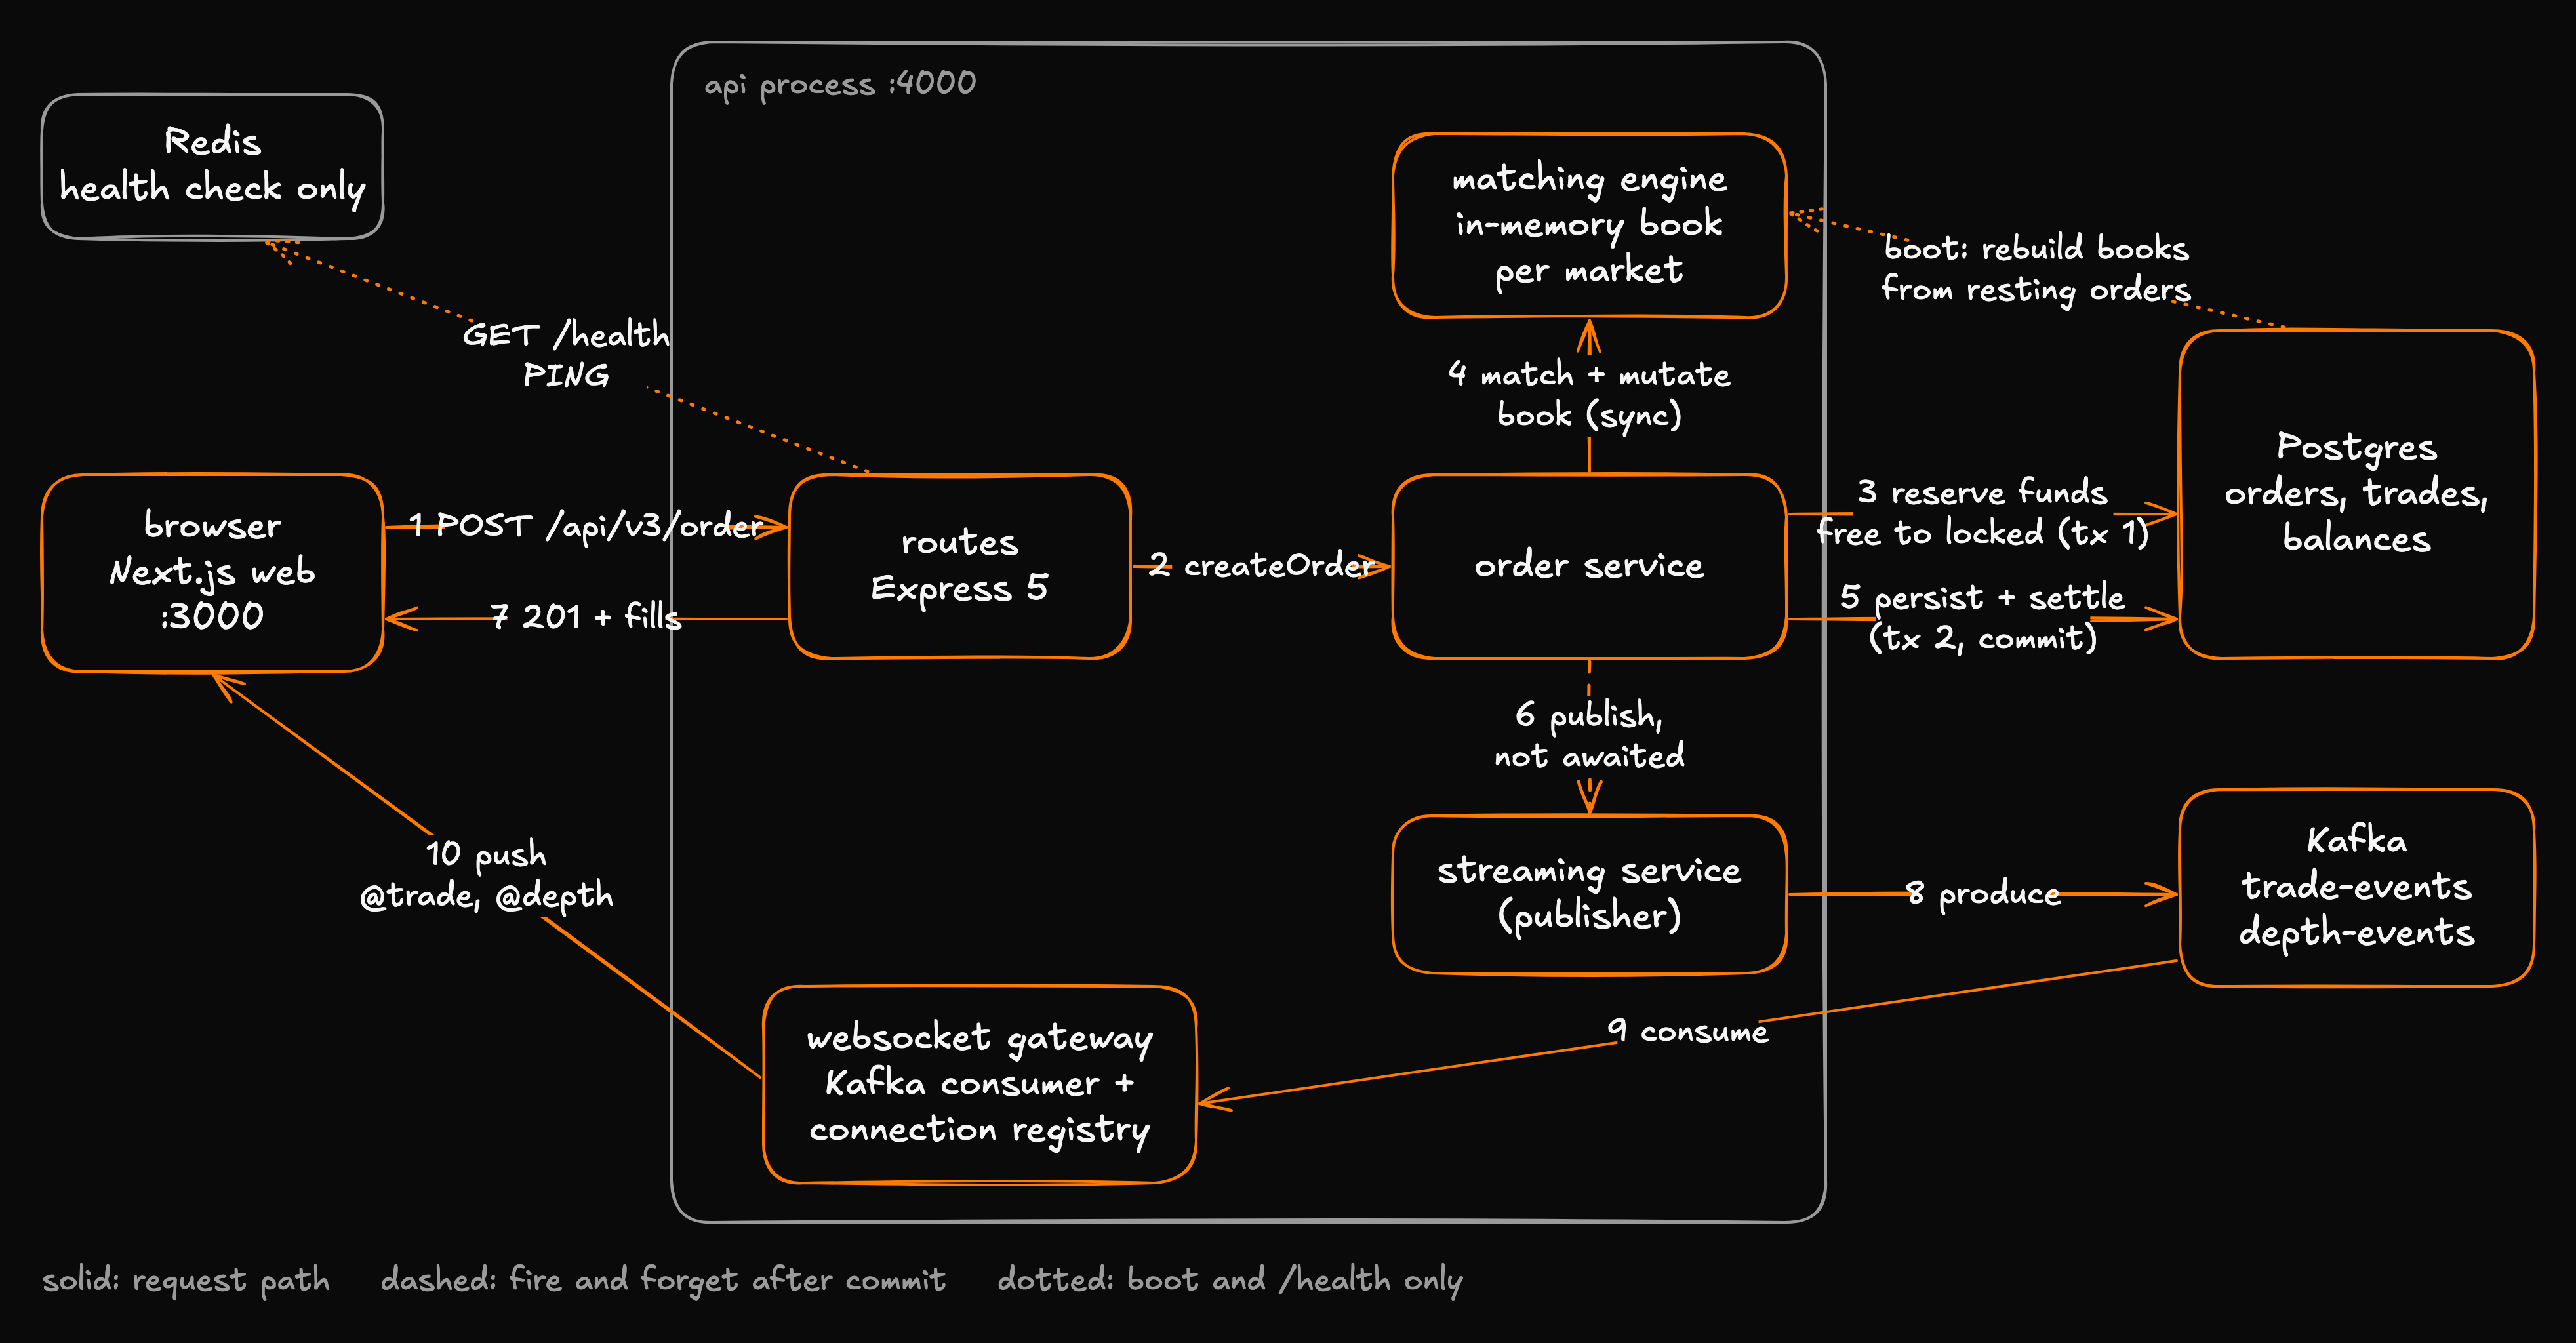 api process :4000
Redis
health check only
matching engine
in-memory book
per market
boot: rebuild books
from resting orders
GET /health
PING
4 match + mutate
book (sync)
browser
Next.js web
:3000
1 POST /api/v3/order
7 201 + fills
routes
Express 5
2 createOrder
order service
3 reserve funds
free to locked (tx 1)
5 persist + settle
(tx 2, commit)
Postgres
orders, trades,
balances
6 publish,
not awaited
10 push
@trade, @depth
streaming service
(publisher)
8 produce
Kafka
trade-events
depth-events
9 consume
websocket gateway
Kafka consumer +
connection registry
solid: request path
dashed: fire and forget after commit
dotted: boot and /health only